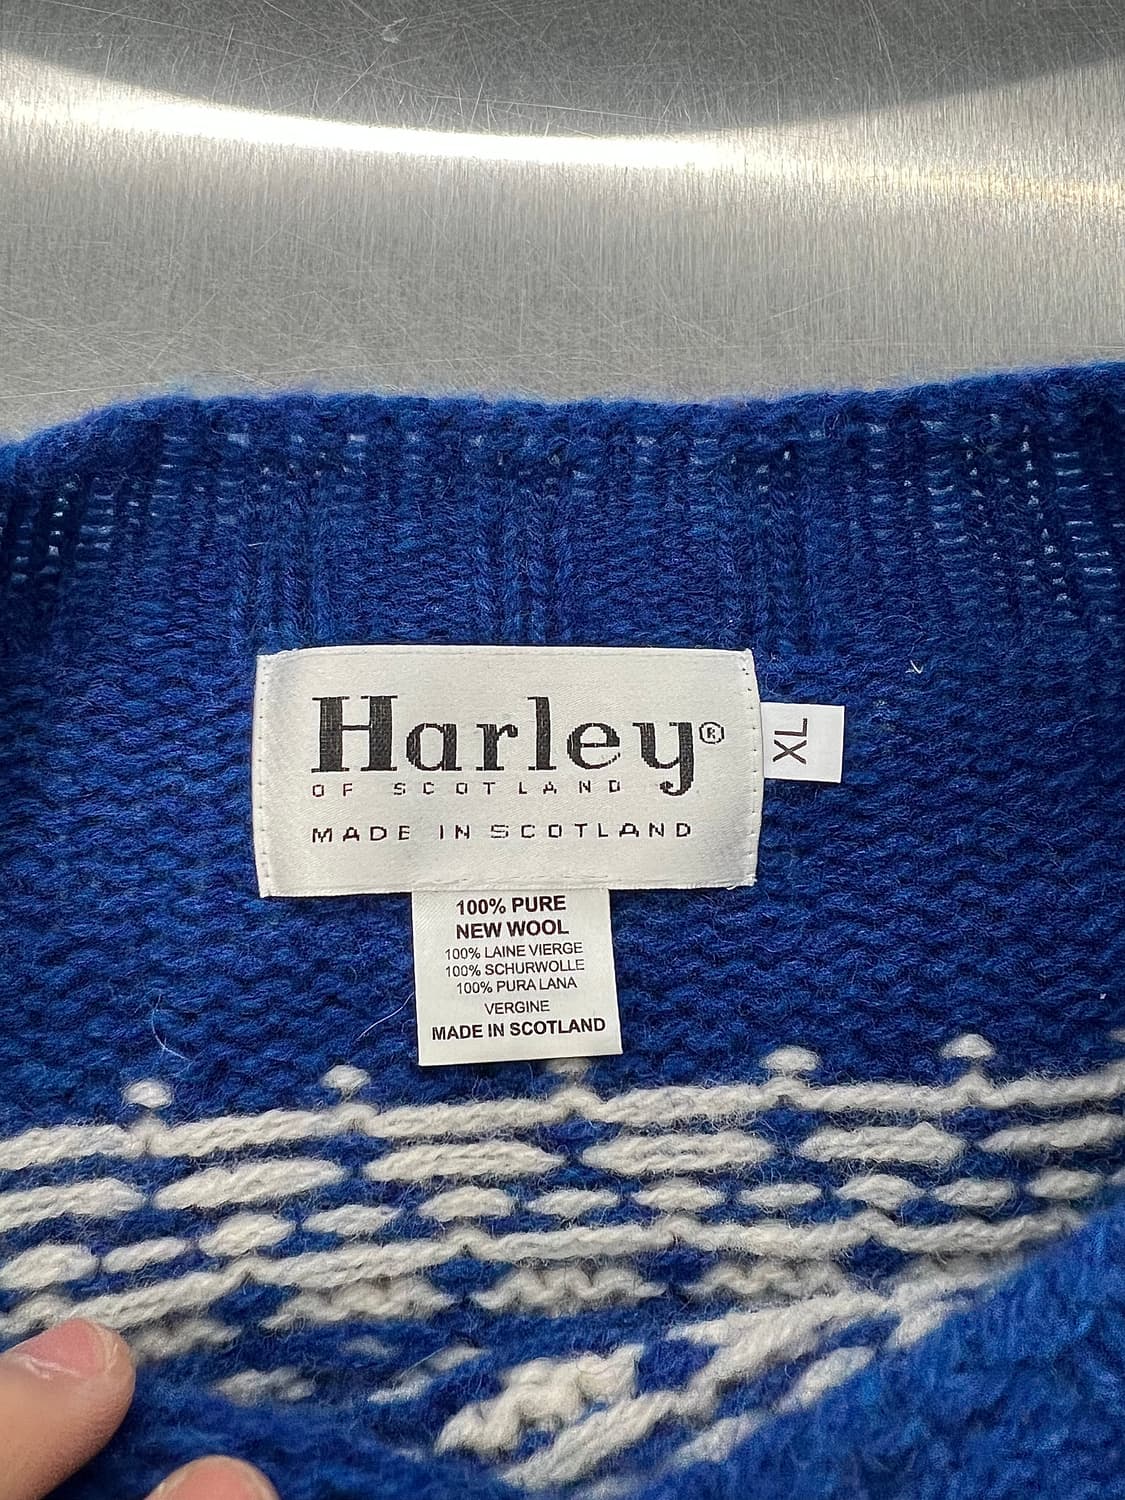 Harley®
OF SCOTLAND
MADE IN SCOTLAND
XL
100% PURE
NEW WOOL
100% LAINE VIERGE
100% SCHURWOLLE
100% PURA LANA
VERGINE
MADE IN SCOTLAND